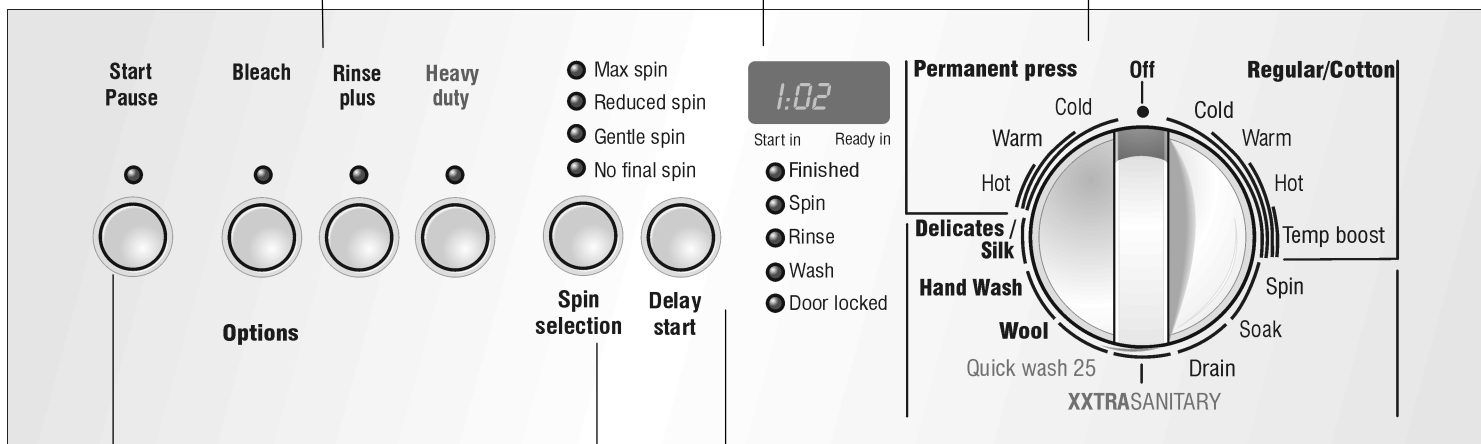 Start
Pause
Bleach
Rinse
plus
Heavy
duty
Options
Max spin
Reduced spin
Gentle spin
No final spin
Spin
selection
Delay
start
1:02
Start in Ready in
Finished
Spin
Rinse
Wash
Door locked
Permanent press
Off
Regular/Cotton
Cold
Warm
Hot
Delicates /
Silk
Hand Wash
Wool
Quick wash 25
XXTRASANITARY
Cold
Warm
Hot
Temp boost
Spin
Soak
Drain